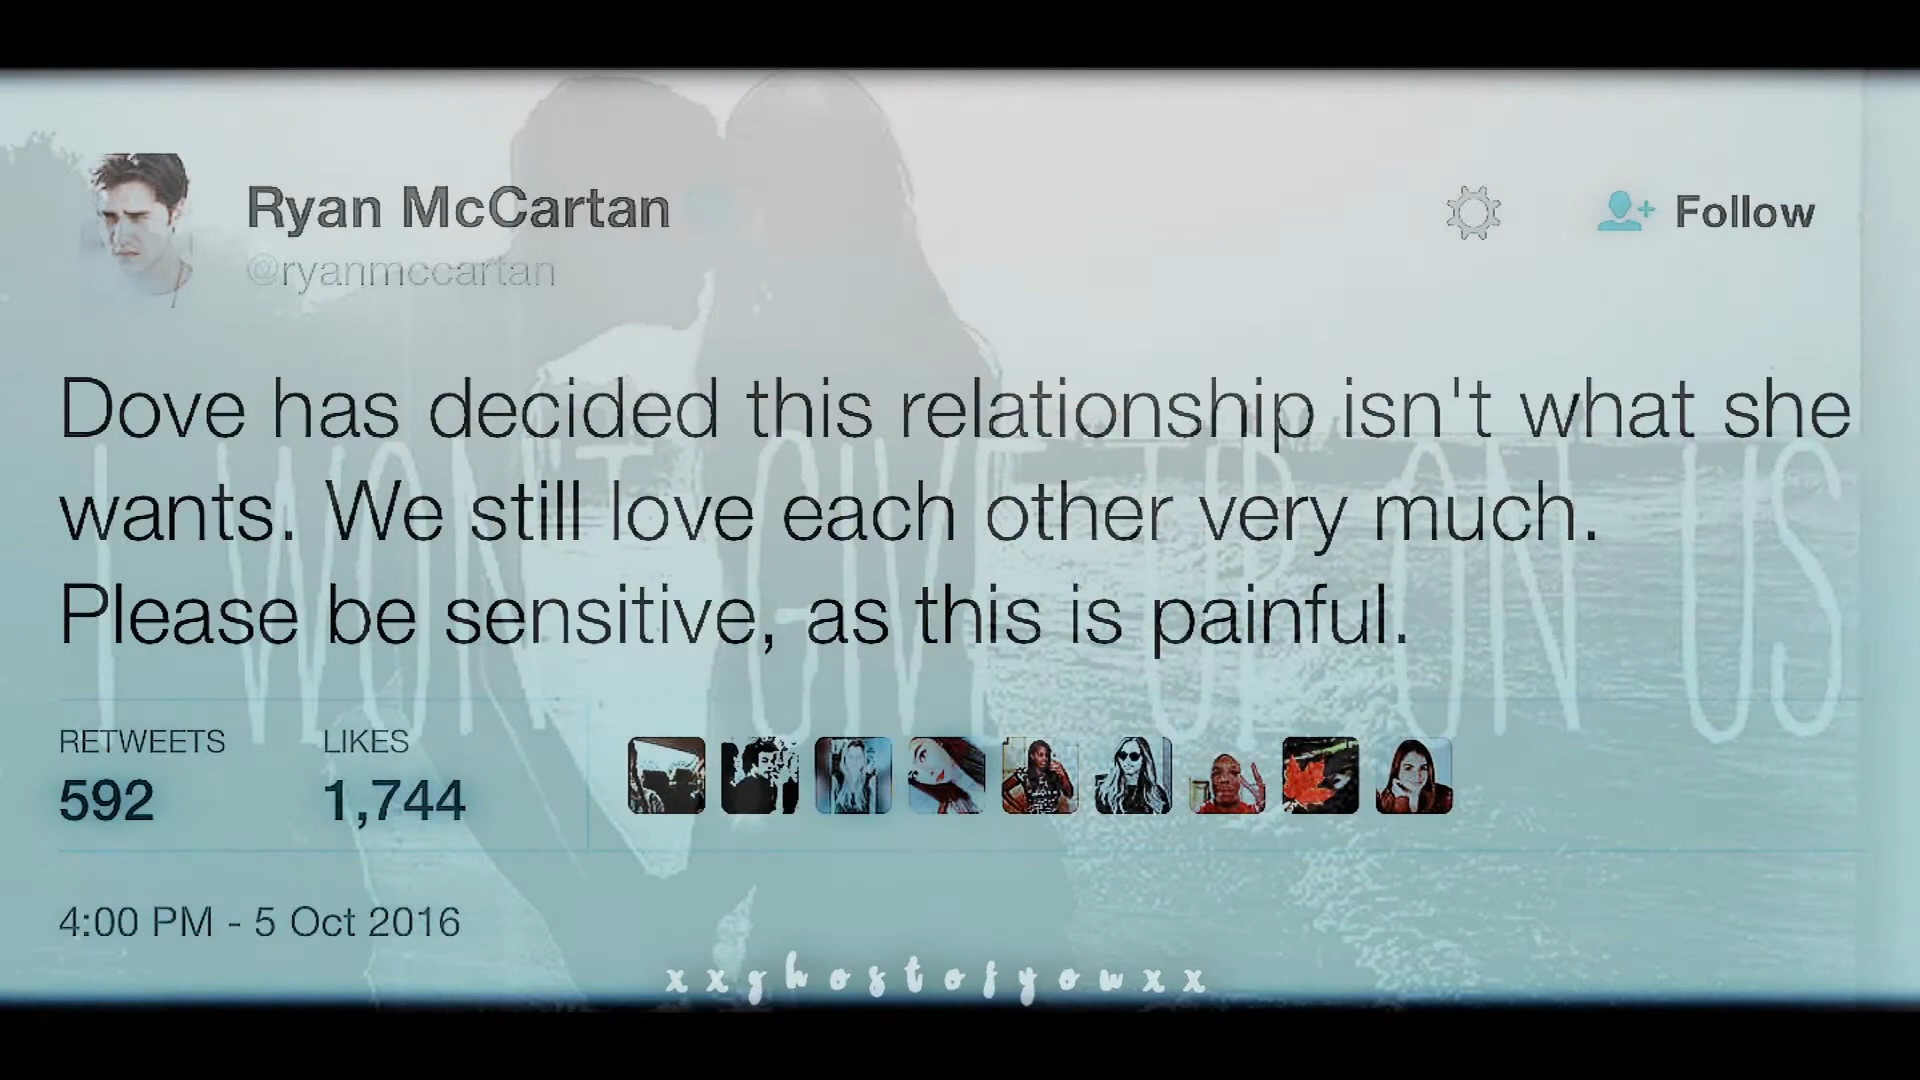 Ryan McCartan
@ryanmccartan
Follow
Dove has decided this relationship isn't what she
wants. We still love each other very much.
Please be sensitive, as this is painful.
I WON'T GIVE UP ON US
RETWEETS LIKES
592 1,744
4:00 PM - 5 Oct 2016
xxghostofyouxx